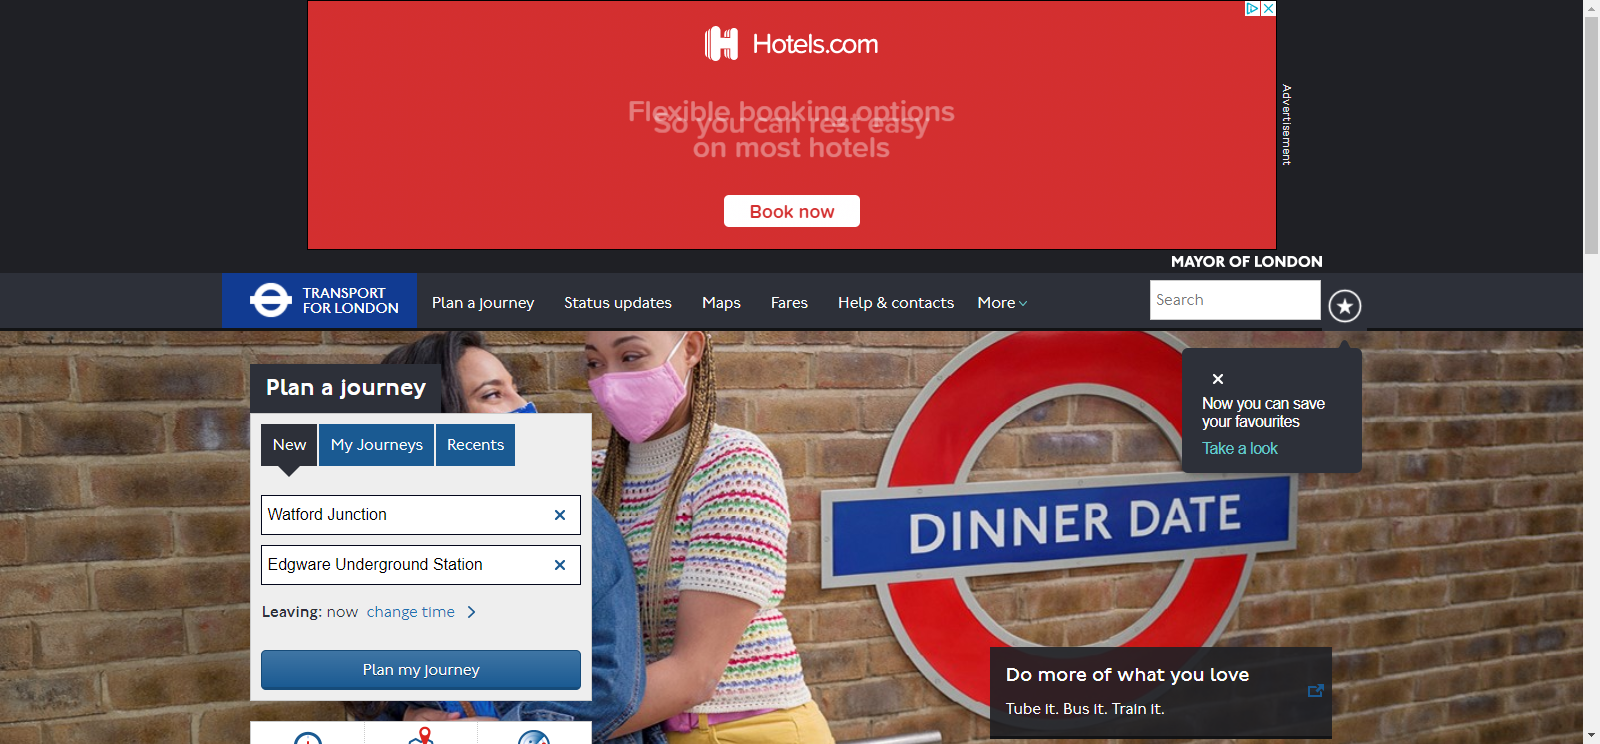 Hotels.com
Flexible booking options
So you can rest easy
on most hotels
Book now
Advertisement
MAYOR OF LONDON
TRANSPORT
FOR LONDON
Plan a journey
Status updates
Maps
Fares
Help & contacts
More
Search
Plan a journey
Now you can save
your favourites
Take a look
New
My Journeys
Recents
Watford Junction
Edgware Underground Station
Leaving: now change time
Plan my journey
DINNER DATE
Do more of what you love
Tube it. Bus it. Train it.